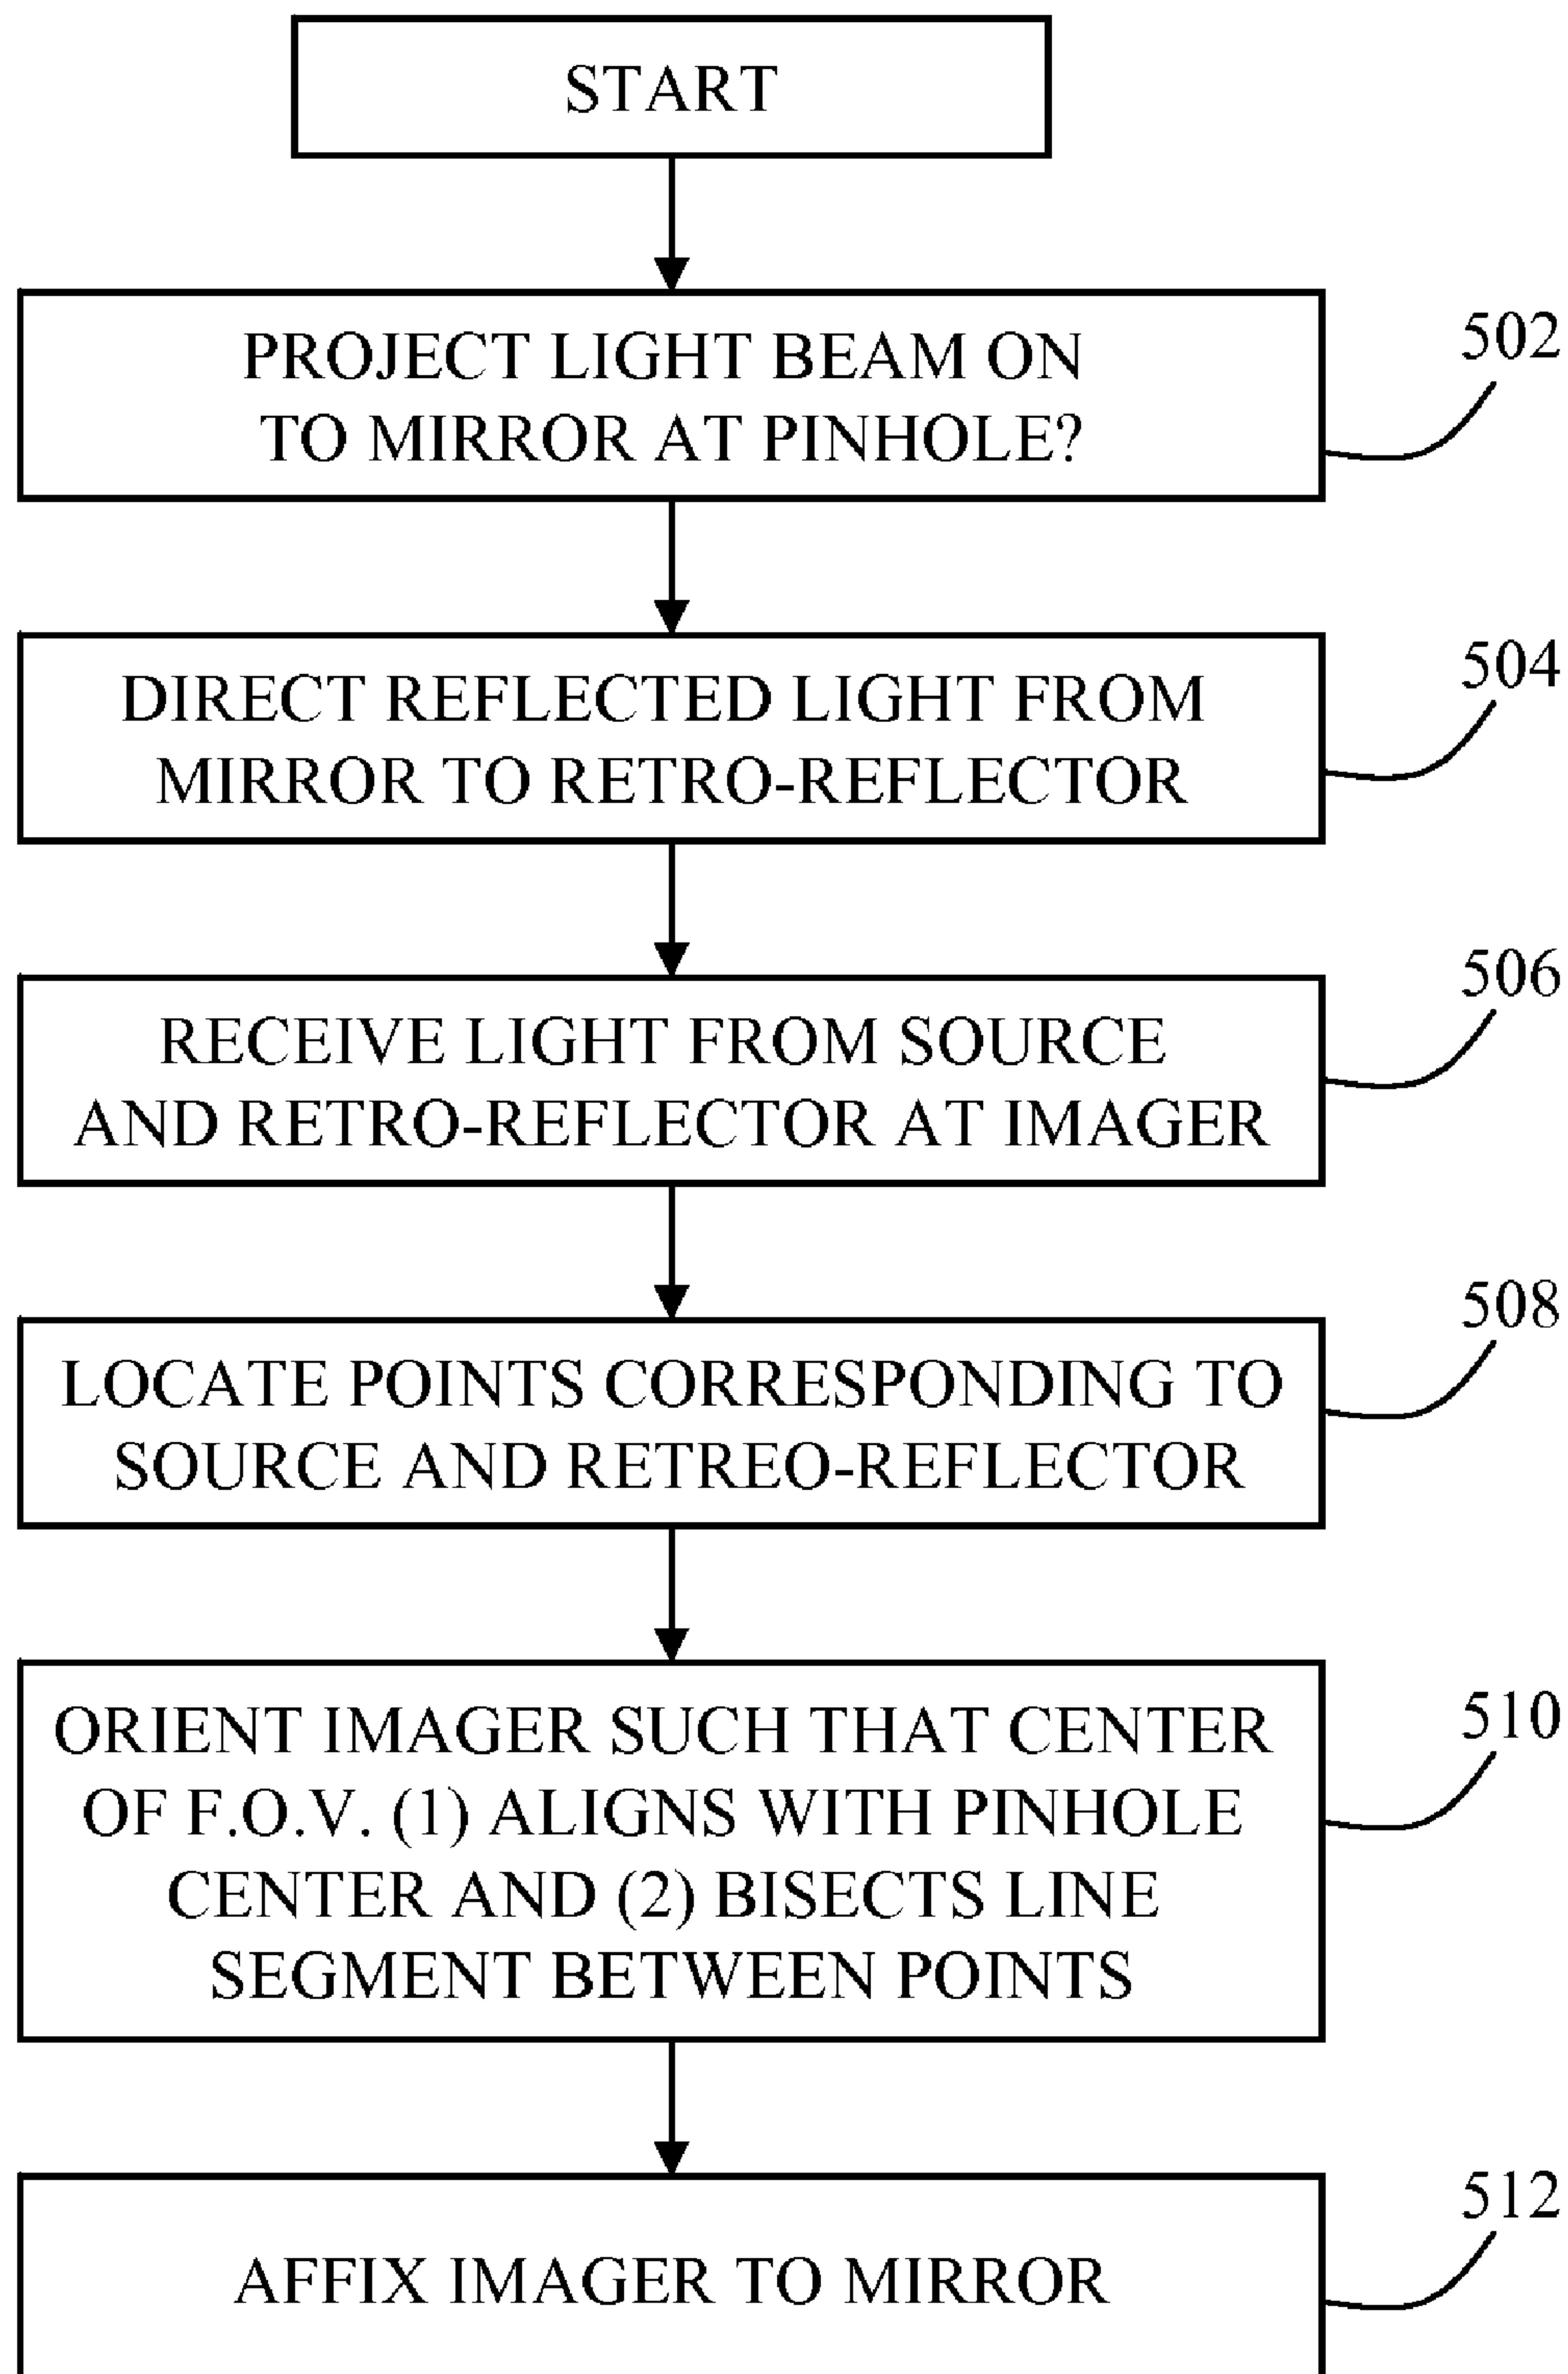 START
PROJECT LIGHT BEAM ON
TO MIRROR AT PINHOLE?
502
DIRECT REFLECTED LIGHT FROM
MIRROR TO RETRO-REFLECTOR
504
RECEIVE LIGHT FROM SOURCE
AND RETRO-REFLECTOR AT IMAGER
506
LOCATE POINTS CORRESPONDING TO
SOURCE AND RETREO-REFLECTOR
508
ORIENT IMAGER SUCH THAT CENTER
OF F.O.V. (1) ALIGNS WITH PINHOLE
CENTER AND (2) BISECTS LINE
SEGMENT BETWEEN POINTS
510
AFFIX IMAGER TO MIRROR
512